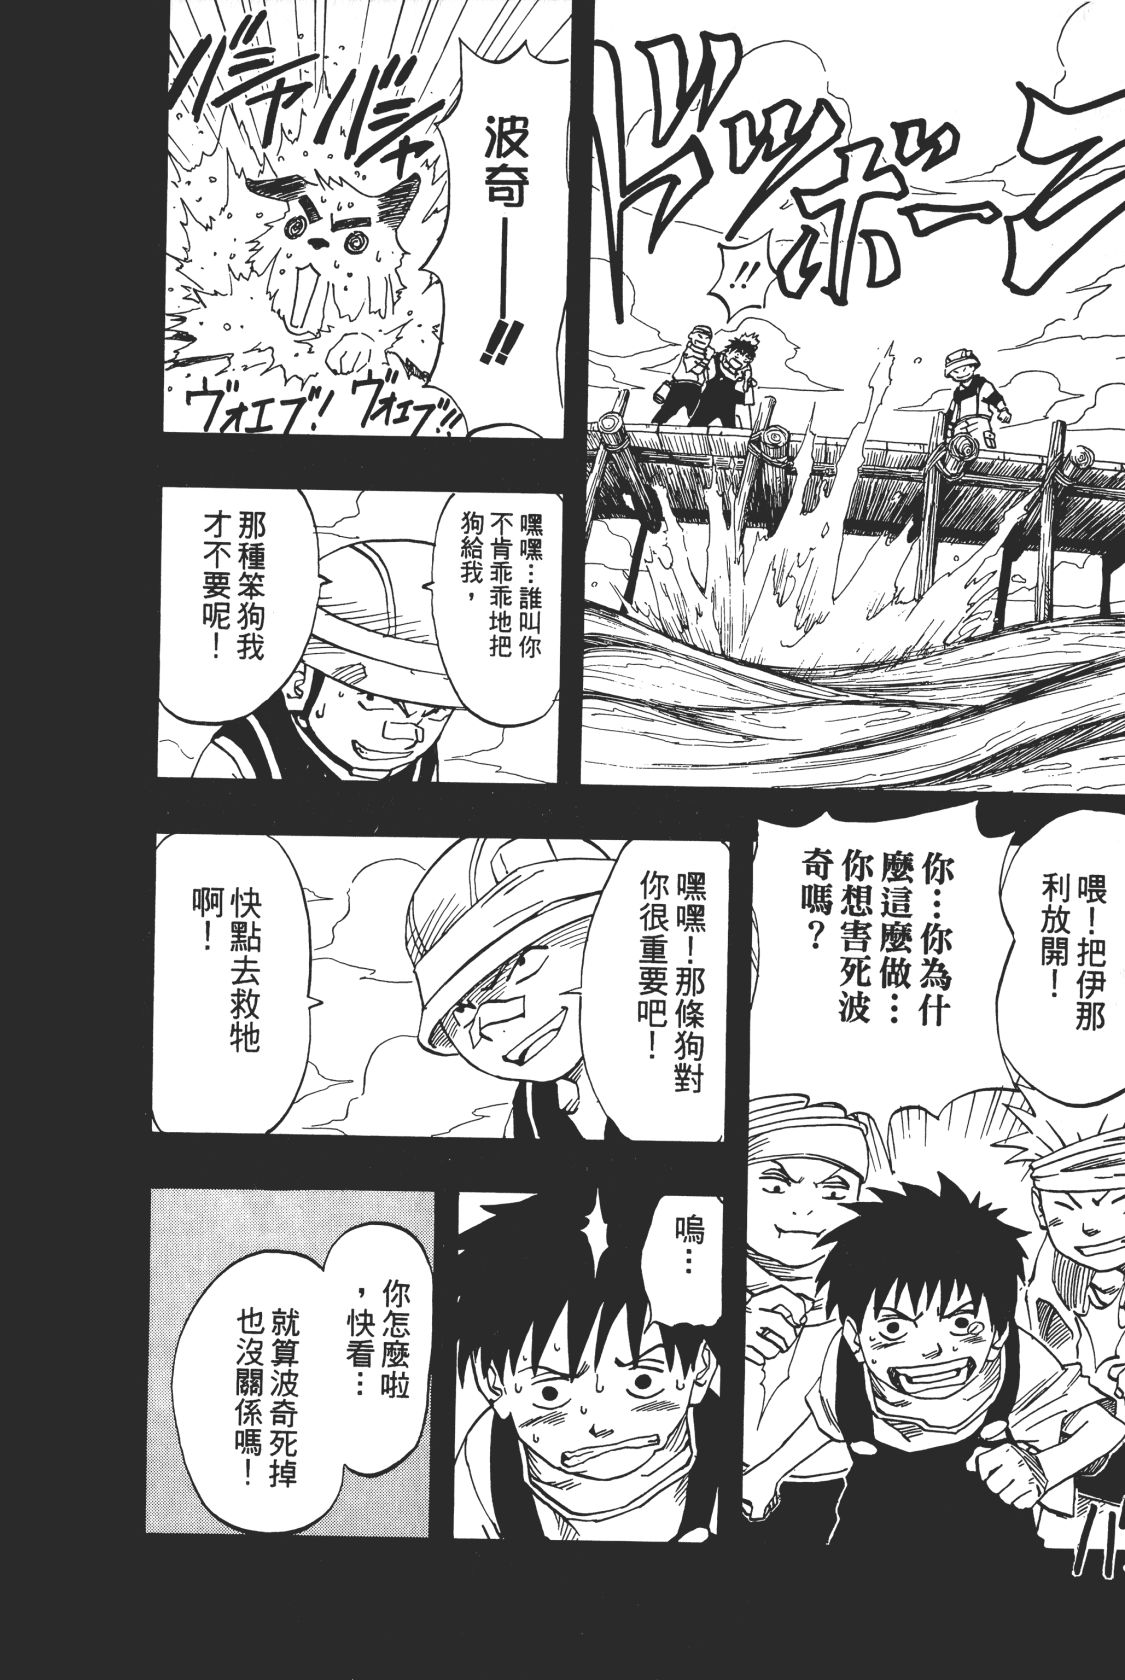 ドッボーン
!!
波奇——!!
バシャバシャ
ヴォエブ!
ヴォエブ!!
嘿嘿…誰叫你
不肯乖乖地把
狗給我，
那種笨狗我
才不要呢！
喂！把伊那
利放開！
你…你為什
麼這麼做…
你想害死波
奇嗎？
嘿嘿！那條狗對
你很重要吧！
快點去救牠
啊！
嗚…
你怎麼啦
，快看…
就算波奇死掉
也沒關係嗎！